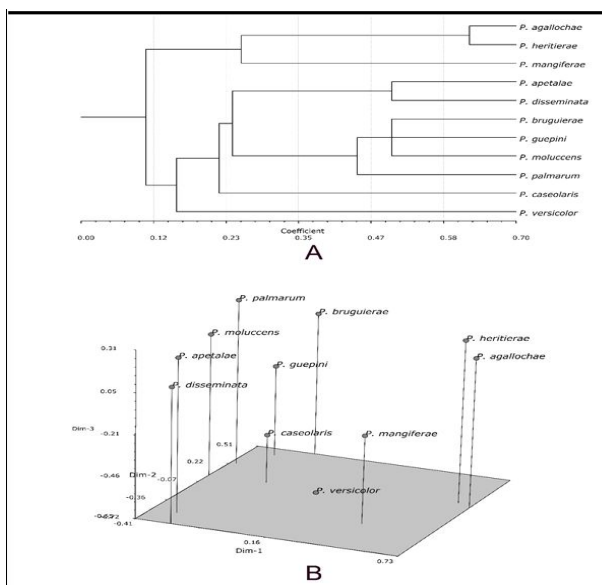 P. agallochae
P. heritierae
P. mangiferae
P. apetalae
P. disseminata
P. bruguierae
P. guepini
P. moluccens
P. palmarum
P. caseolaris
P. versicolor
0.00 0.12 0.23 0.35 0.47 0.58 0.70
Coefficient
A
P. palmarum
P. bruguierae
P. moluccens
P. heritierae
0.31
P. apetalae
P. agallochae
P. guepini
P. disseminata
0.05
Dim-3
-0.21
P. caseolaris
P. mangiferae
0.51
0.22
-0.46
Dim-2
-0.07
P. versicolor
-0.36
-0.41
0.16
Dim-1
0.73
B